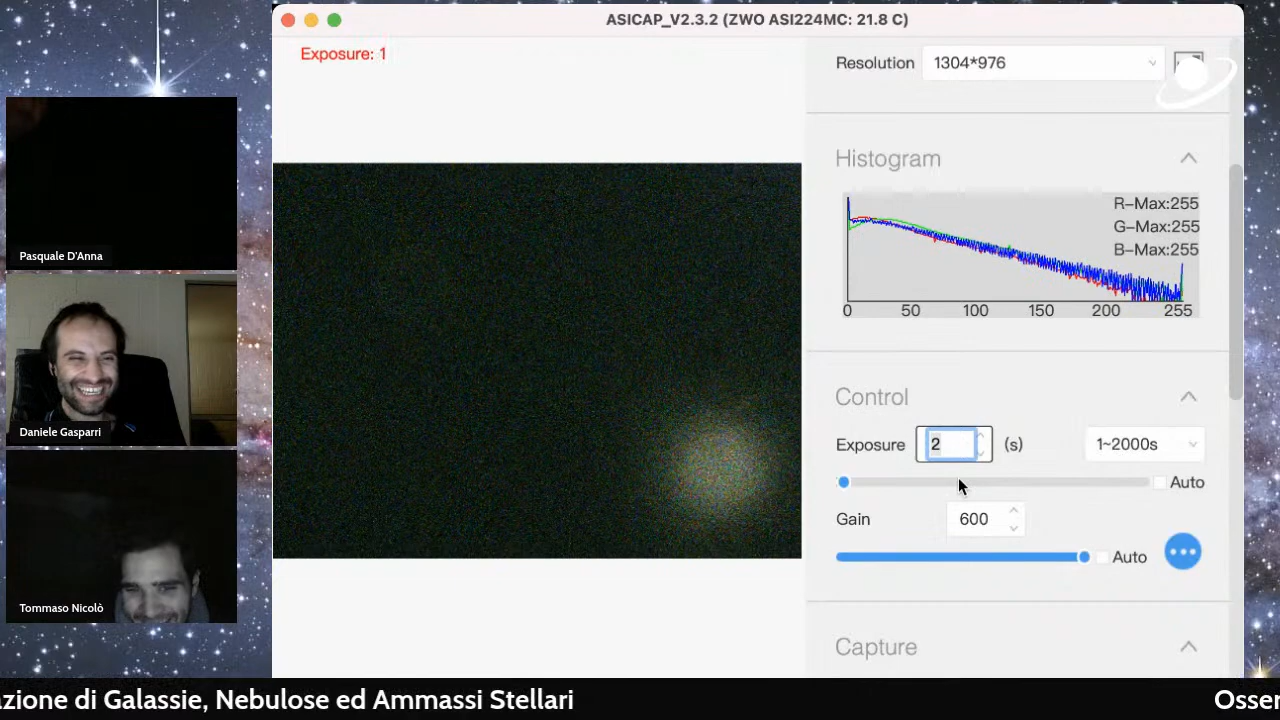 ASICAP_V2.3.2 (ZWO ASI224MC: 21.8 C)
Exposure: 1
Resolution 1304*976
Histogram
R-Max:255
G-Max:255
B-Max:255
0 50 100 150 200 255
Control
Exposure 2 (s) 1~2000s
Auto
Gain 600
Auto
Capture
Pasquale D'Anna
Daniele Gasparri
Tommaso Nicolò
azione di Galassie, Nebulose ed Ammassi Stellari Osser